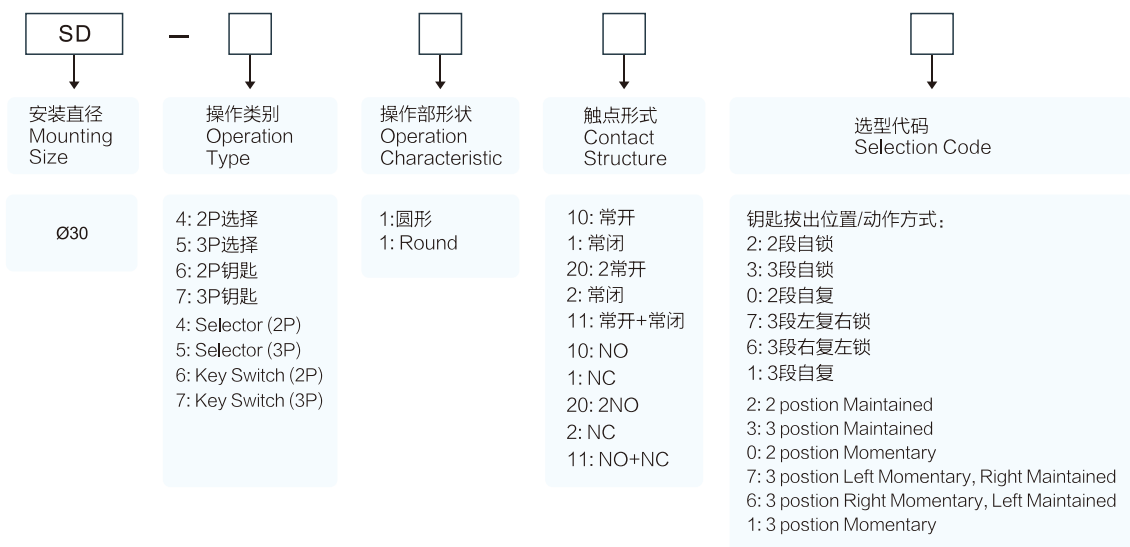 SD —
安装直径
Mounting
Size
操作类别
Operation
Type
操作部形状
Operation
Characteristic
触点形式
Contact
Structure
选型代码
Selection Code
Ø30
4: 2P选择
5: 3P选择
6: 2P钥匙
7: 3P钥匙
4: Selector (2P)
5: Selector (3P)
6: Key Switch (2P)
7: Key Switch (3P)
1:圆形
1: Round
10: 常开
1: 常闭
20: 2常开
2: 常闭
11: 常开+常闭
10: NO
1: NC
20: 2NO
2: NC
11: NO+NC
钥匙拔出位置/动作方式:
2: 2段自锁
3: 3段自锁
0: 2段自复
7: 3段左复右锁
6: 3段右复左锁
1: 3段自复
2: 2 postion Maintained
3: 3 postion Maintained
0: 2 postion Momentary
7: 3 postion Left Momentary, Right Maintained
6: 3 postion Right Momentary, Left Maintained
1: 3 postion Momentary